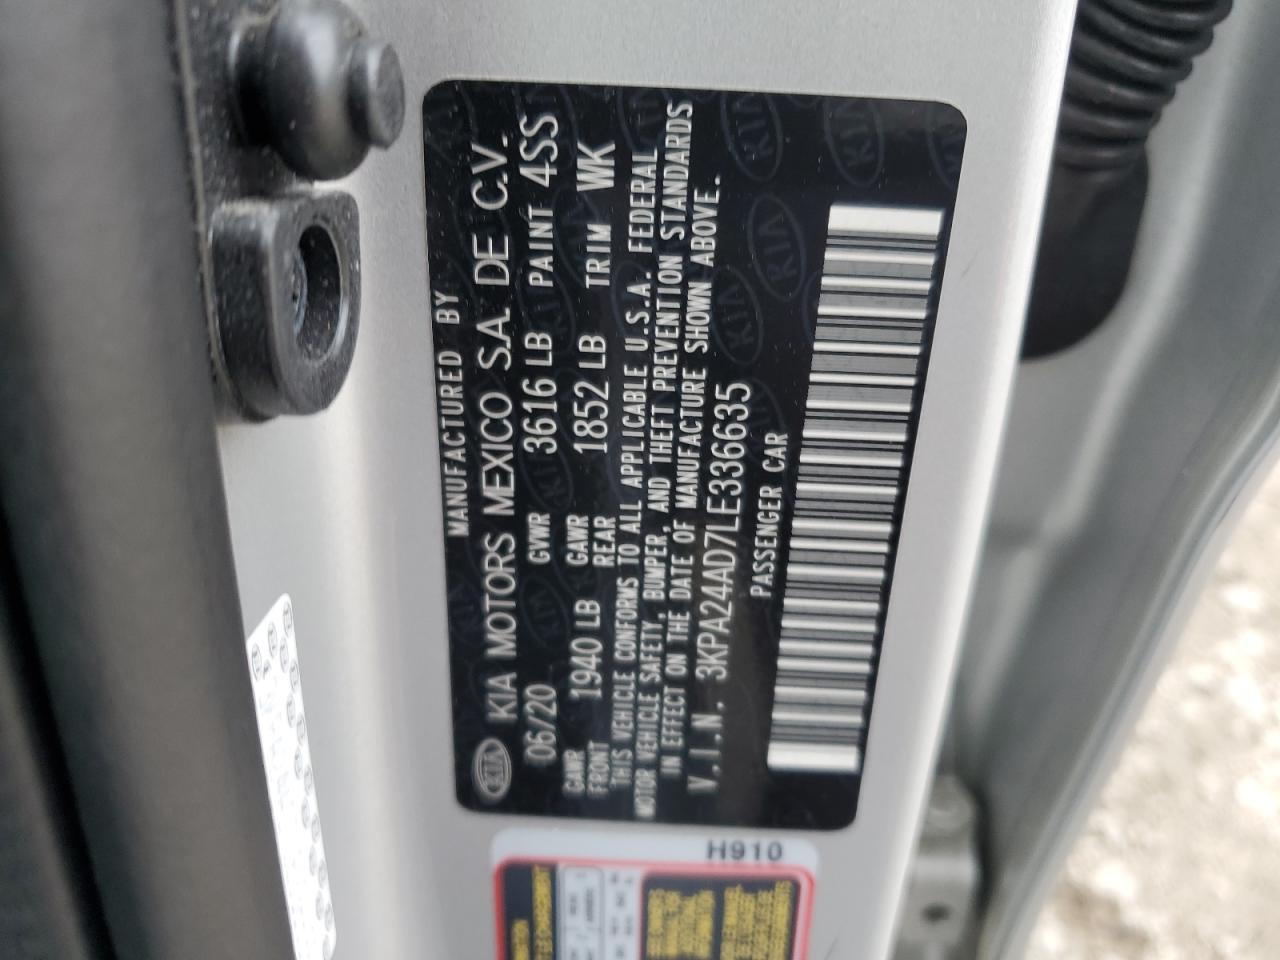 MANUFACTURED BY
KIA KIA MOTORS MEXICO S.A. DE C.V.
06/20 GVWR 3616 LB PAINT 4SS
GAWR FRONT 1940 LB GAWR REAR 1852 LB TRIM WK
THIS VEHICLE CONFORMS TO ALL APPLICABLE U.S.A. FEDERAL
MOTOR VEHICLE SAFETY, BUMPER, AND THEFT PREVENTION STANDARDS
IN EFFECT ON THE DATE OF MANUFACTURE SHOWN ABOVE.
V.I.N. 3KPA24AD7LE336635
PASSENGER CAR
H910